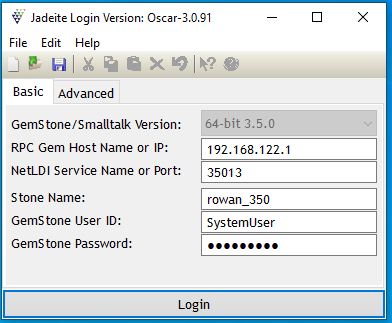 Jadeite Login Version: Oscar-3.0.91
File Edit Help
Basic Advanced
GemStone/Smalltalk Version: 64-bit 3.5.0
RPC Gem Host Name or IP: 192.168.122.1
NetLDI Service Name or Port: 35013
Stone Name: rowan_350
GemStone User ID: SystemUser
GemStone Password: ●●●●●●●●●
Login